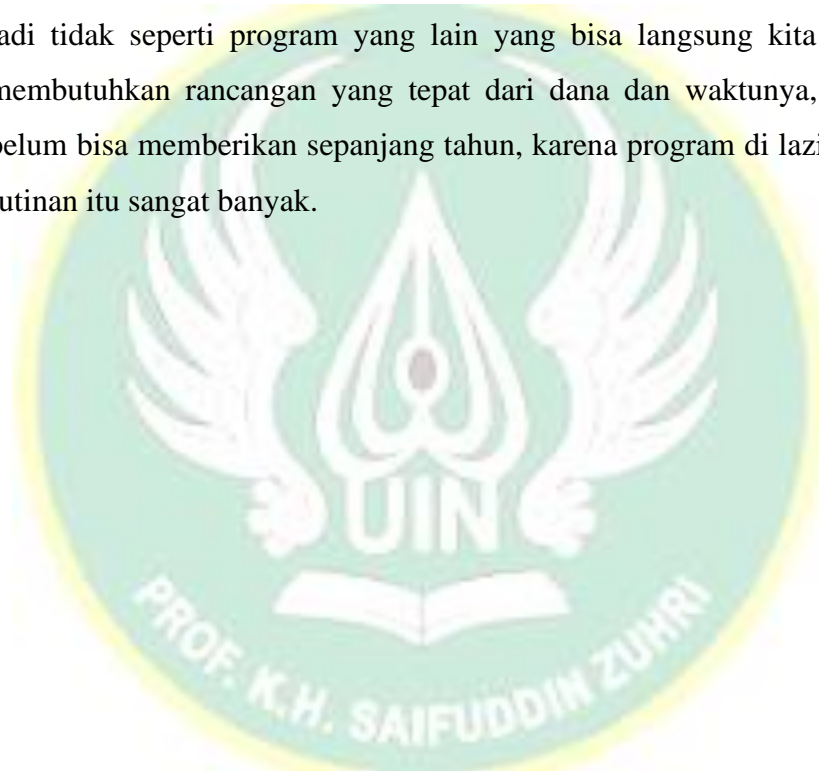 adi tidak seperti program yang lain yang bisa langsung kita
membutuhkan rancangan yang tepat dari dana dan waktunya,
belum bisa memberikan sepanjang tahun, karena program di lazi
utinan itu sangat banyak.
UIN
PROF. K.H. SAIFUDDIN ZUHRI